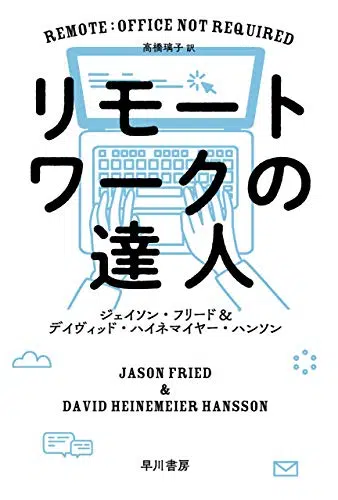 REMOTE: OFFICE NOT REQUIRED
高橋璃子 訳
リモート
ワークの
達人
ジェイソン・フリード&
デイヴィッド・ハイネマイヤー・ハンソン
JASON FRIED
&
DAVID HEINEMEIER HANSSON
早川書房